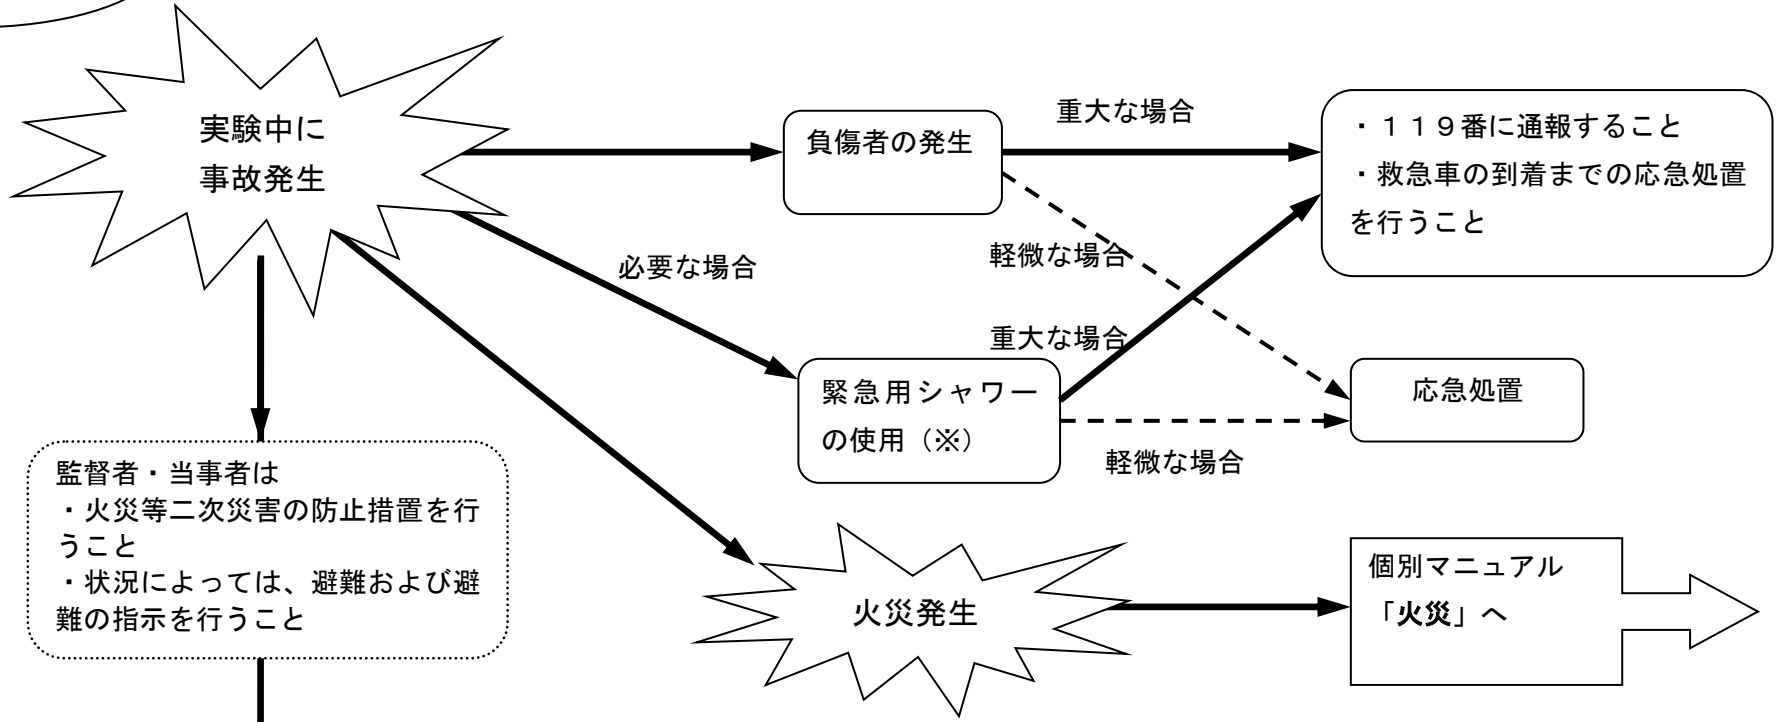 実験中に
事故発生
負傷者の発生
重大な場合
・１１９番に通報すること
・救急車の到着までの応急処置
を行うこと
軽微な場合
必要な場合
重大な場合
緊急用シャワー
の使用（※）
応急処置
軽微な場合
監督者・当事者は
・火災等二次災害の防止措置を行
うこと
・状況によっては、避難および避
難の指示を行うこと
火災発生
個別マニュアル
「火災」へ